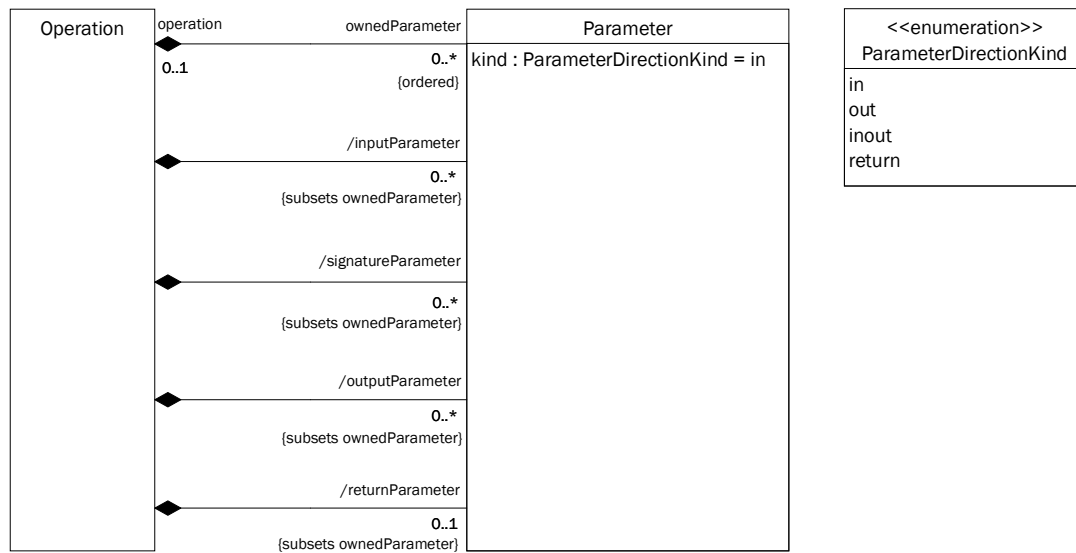 Operation
operation
ownedParameter
0..1
0..*
{ordered}
/inputParameter
0..*
{subsets ownedParameter}
/signatureParameter
0..*
{subsets ownedParameter}
/outputParameter
0..*
{subsets ownedParameter}
/returnParameter
0..1
{subsets ownedParameter}
Parameter
kind : ParameterDirectionKind = in
<<enumeration>>
ParameterDirectionKind
in
out
inout
return